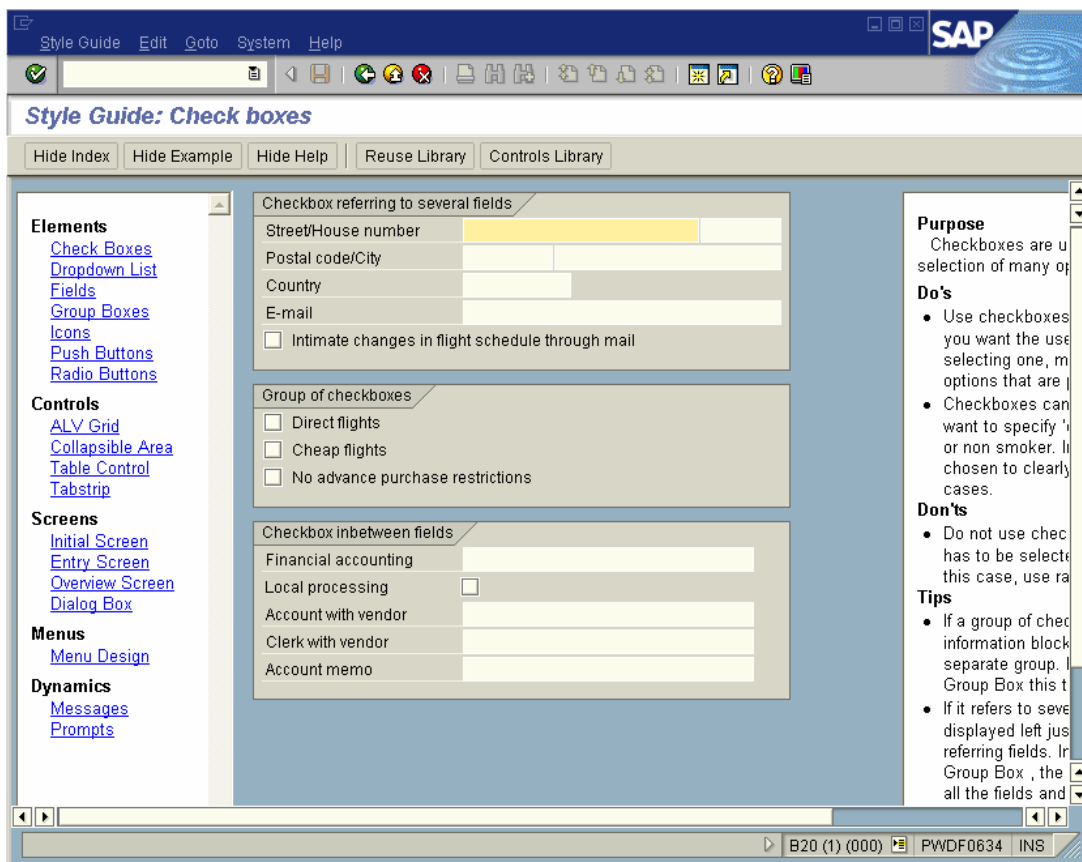 Style Guide Edit Goto System Help
SAP
Style Guide: Check boxes
Hide Index Hide Example Hide Help Reuse Library Controls Library
Elements
Check Boxes
Dropdown List
Fields
Group Boxes
Icons
Push Buttons
Radio Buttons
Controls
ALV Grid
Collapsible Area
Table Control
Tabstrip
Screens
Initial Screen
Entry Screen
Overview Screen
Dialog Box
Menus
Menu Design
Dynamics
Messages
Prompts
Checkbox referring to several fields
Street/House number
Postal code/City
Country
E-mail
Intimate changes in flight schedule through mail
Group of checkboxes
Direct flights
Cheap flights
No advance purchase restrictions
Checkbox inbetween fields
Financial accounting
Local processing
Account with vendor
Clerk with vendor
Account memo
Purpose
Checkboxes are u
selection of many op
Do's
• Use checkboxes
you want the use
selecting one, m
options that are
• Checkboxes can
want to specify '
or non smoker. I
chosen to clearly
cases.
Don'ts
• Do not use chec
has to be selecte
this case, use ra
Tips
• If a group of chec
information block
separate group. I
Group Box this t
• If it refers to seve
displayed left jus
referring fields. In
Group Box , the
all the fields and
B20 (1) (000) PWDF0634 INS